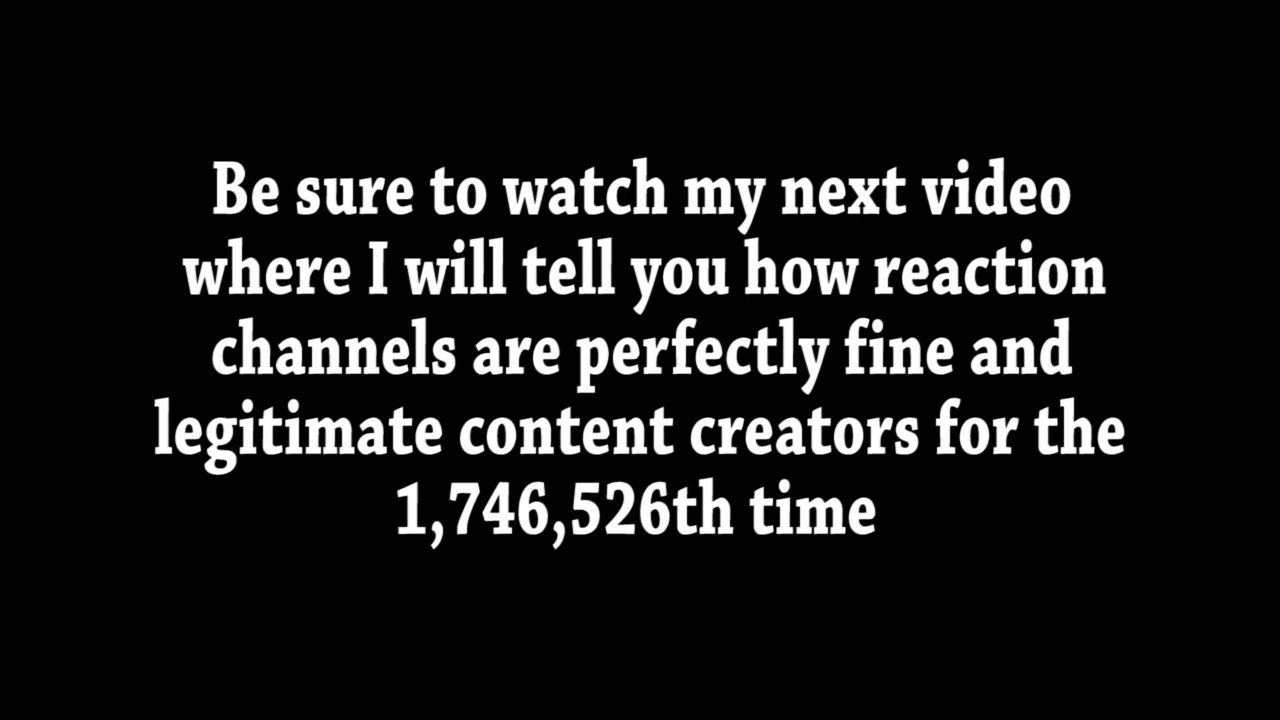 Be sure to watch my next video
where I will tell you how reaction
channels are perfectly fine and
legitimate content creators for the
1,746,526th time